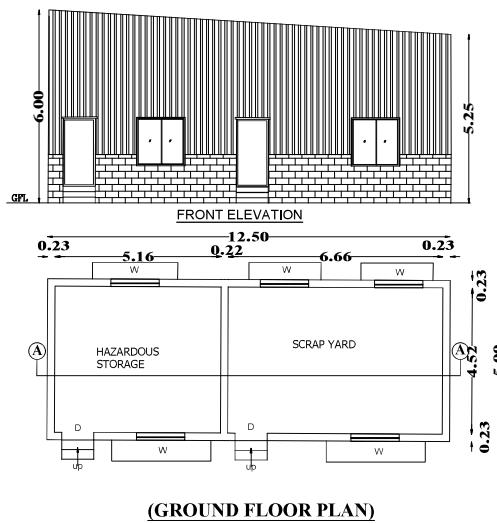 6.00
5.25
GFL
FRONT ELEVATION
12.50
0.23
5.16
0.22
6.66
0.23
W
W
W
0.23
A
HAZARDOUS
STORAGE
SCRAP YARD
A
4.52
D
D
0.23
up
W
up
W
(GROUND FLOOR PLAN)